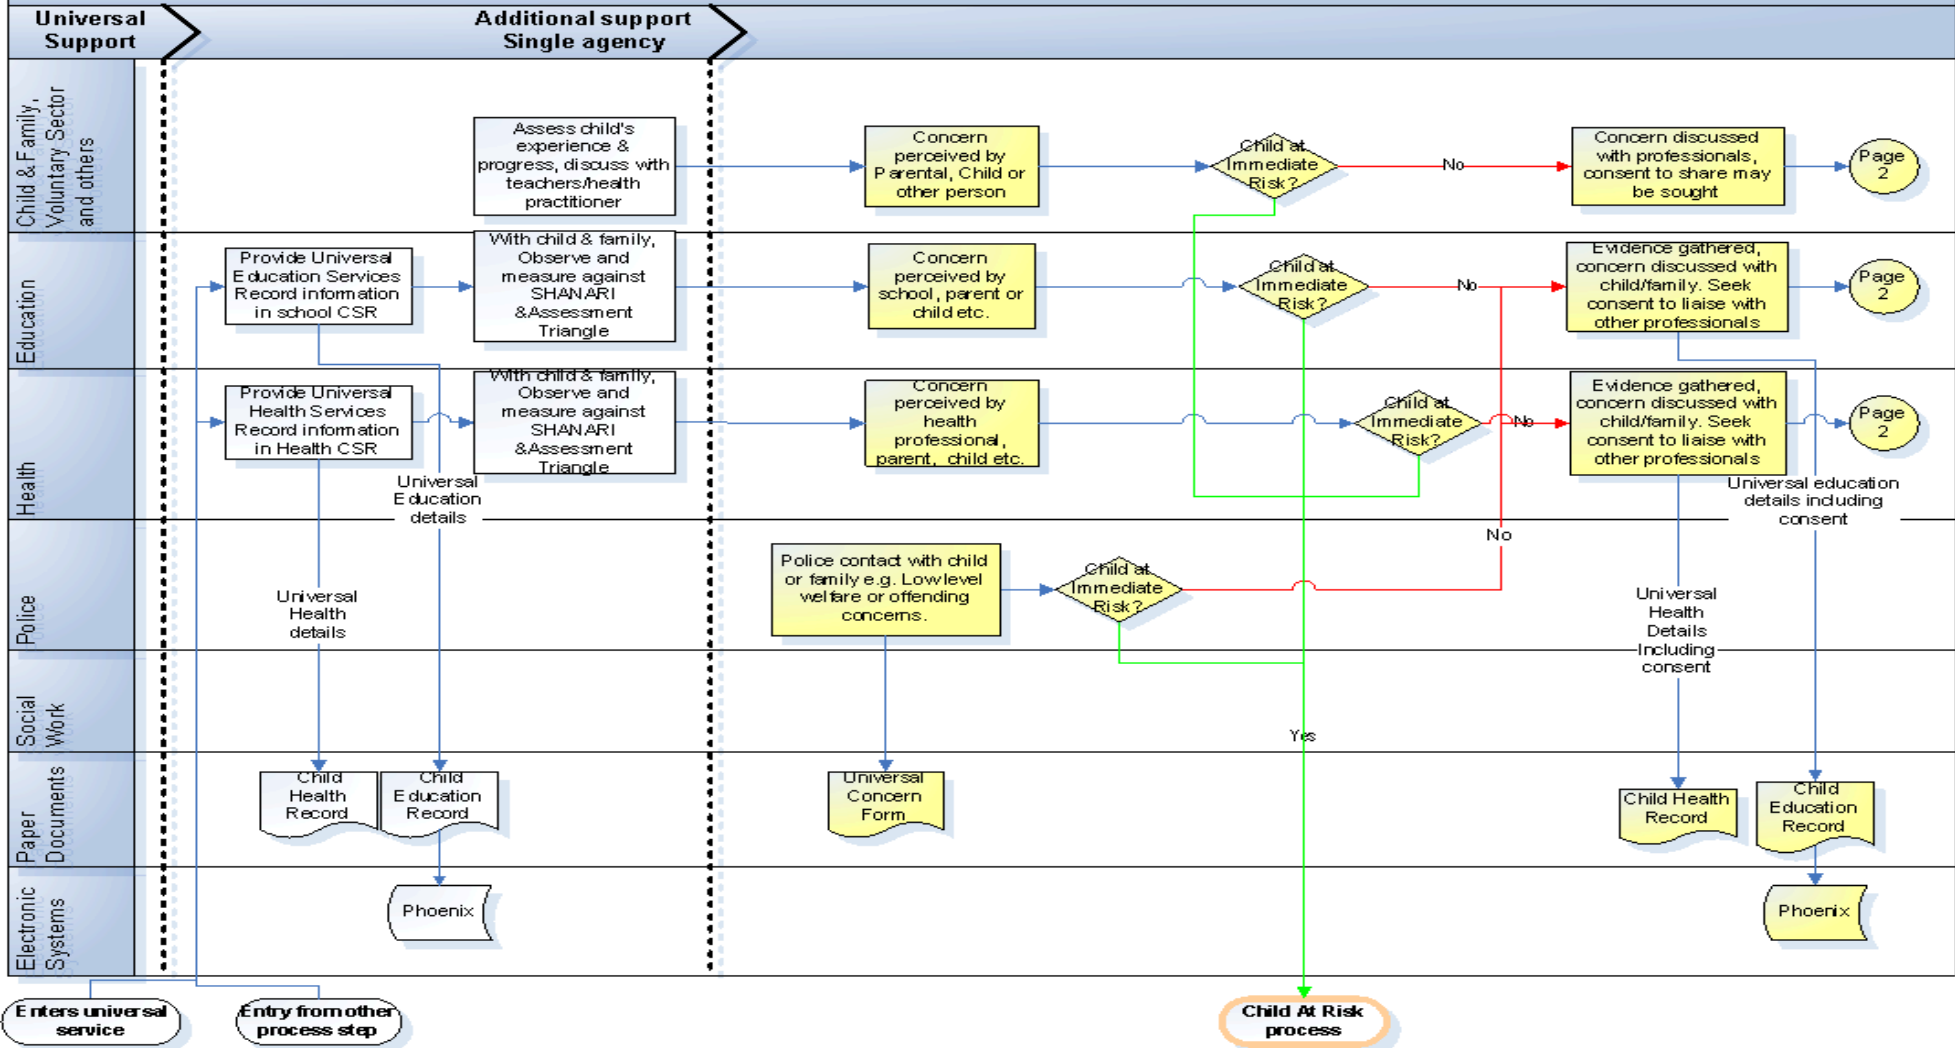 Universal
Support
Additional support
Single agency
Child & Family,
Voluntary Sector
and others
Assess child's
experience &
progress, discuss with
teachers/health
practitioner
Concern
perceived by
Parental, Child or
other person
Child at
Immediate
Risk?
No
Concern discussed
with professionals,
consent to share may
be sought
Page
2
Education
Provide Universal
Education Services
Record information
in school CSR
With child & family,
Observe and
measure against
SHANARI
&Assessment
Triangle
Concern
perceived by
school, parent or
child etc.
Child at
Immediate
Risk?
No
Evidence gathered,
concern discussed with
child/family. Seek
consent to liaise with
other professionals
Page
2
Health
Provide Universal
Health Services
Record information
in Health CSR
With child & family,
Observe and
measure against
SHANARI
&Assessment
Triangle
Concern
perceived by
health
professional,
parent, child etc.
Child at
Immediate
Risk?
No
Evidence gathered,
concern discussed with
child/family. Seek
consent to liaise with
other professionals
Page
2
Universal
Education
details
Universal education
details including
consent
Police
Universal
Health
details
Police contact with child
or family e.g. Low level
welfare or offending
concerns.
Child at
Immediate
Risk?
No
Universal
Health
Details
Including
consent
Social
Work
Yes
Paper
Documents
Child
Health
Record
Child
Education
Record
Universal
Concern
Form
Child Health
Record
Child
Education
Record
Electronic
Systems
Phoenix
Phoenix
Enters universal
service
Entry from other
process step
Child At Risk
process